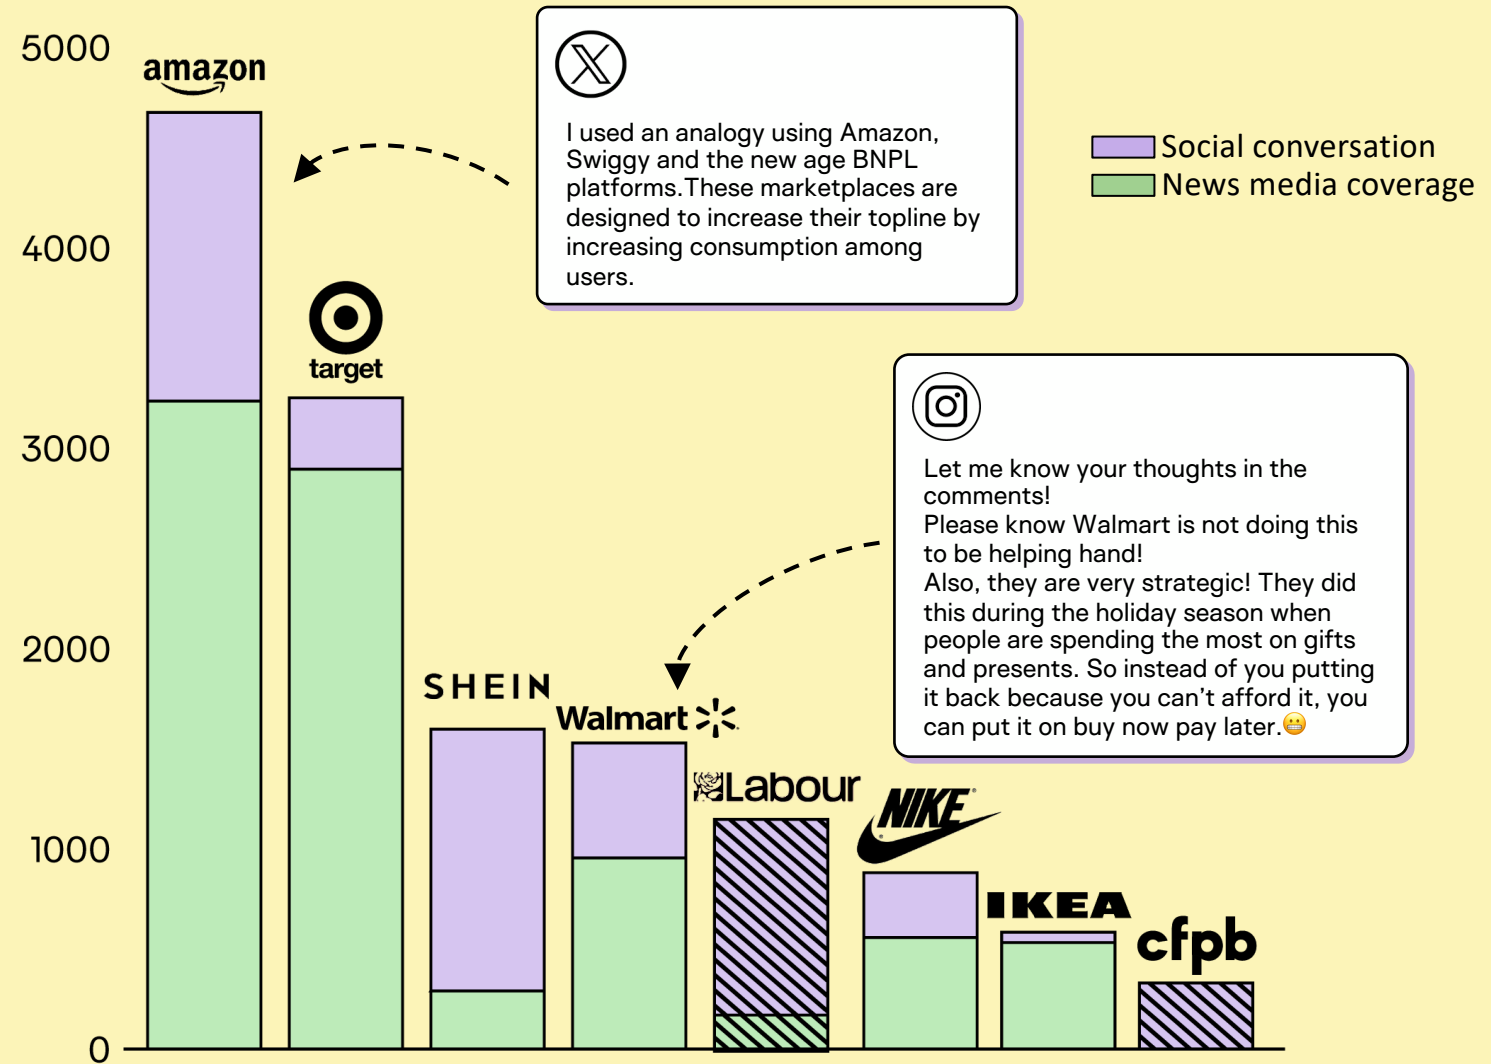 5000
4000
3000
2000
1000
0
amazon
target
SHEIN
Walmart
Labour
NIKE
IKEA
cfpb
I used an analogy using Amazon,
Swiggy and the new age BNPL
platforms.These marketplaces are
designed to increase their topline by
increasing consumption among
users.
Social conversation
News media coverage
Let me know your thoughts in the
comments!
Please know Walmart is not doing this
to be helping hand!
Also, they are very strategic! They did
this during the holiday season when
people are spending the most on gifts
and presents. So instead of you putting
it back because you can’t afford it, you
can put it on buy now pay later.😬